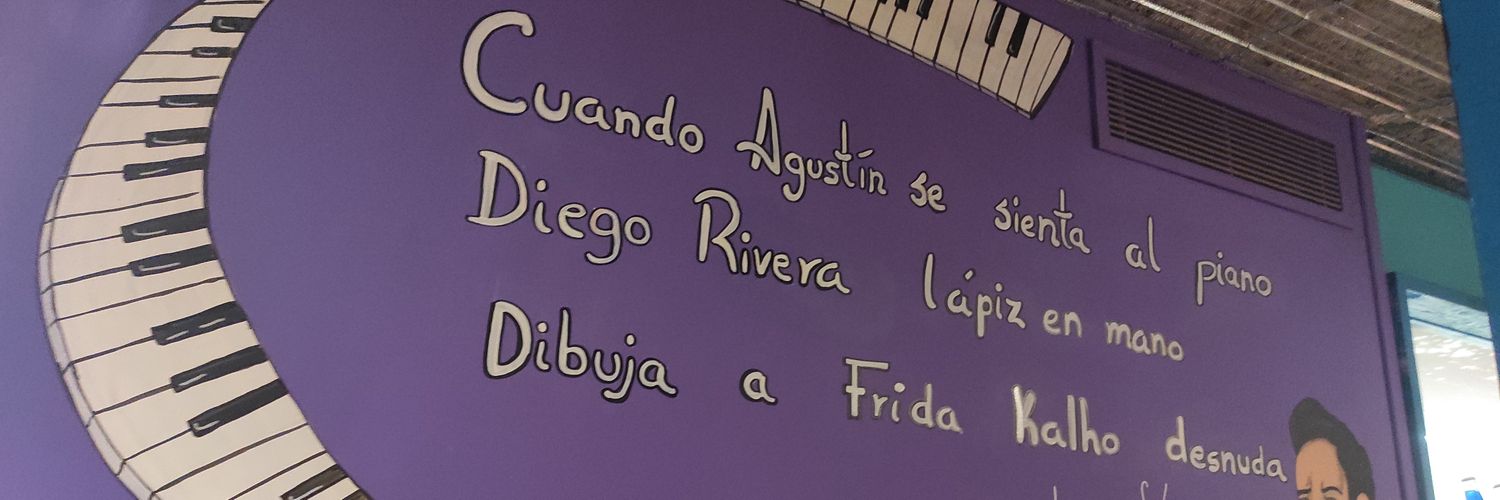 Cuando Agustín se sienta al piano
Diego Rivera lápiz en mano
Dibuja a Frida Kalho desnuda